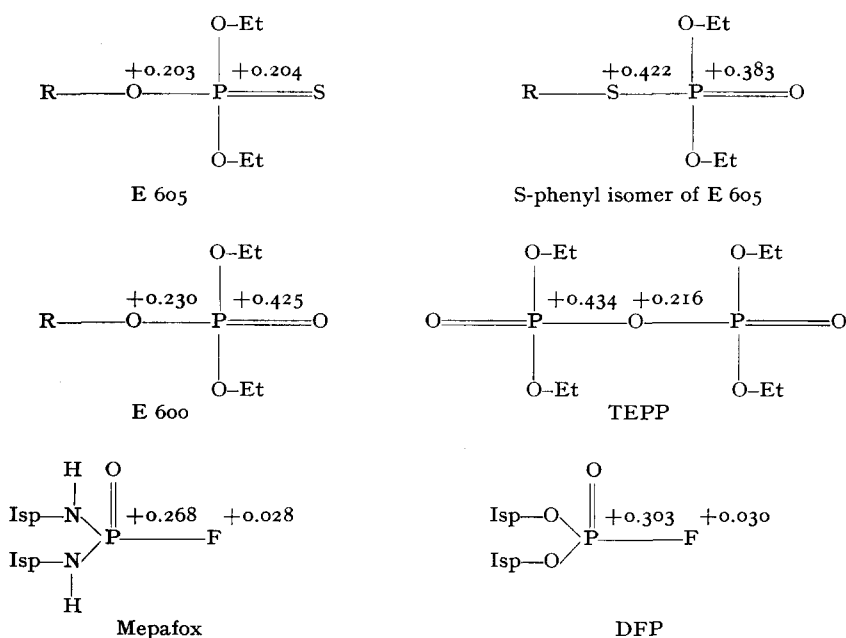 O–Et O–Et
+0.203 +0.204 +0.422 +0.383
R O P S R S P O
O–Et O–Et
E 605 S-phenyl isomer of E 605
O–Et O–Et O–Et
+0.230 +0.425 +0.434 +0.216
R O P O O P O P O
O–Et O–Et O–Et
E 600 TEPP
H O O
Isp–N +0.268 +0.028 Isp–O +0.303 +0.030
P F P F
Isp–N Isp–O
H
Mepafox DFP